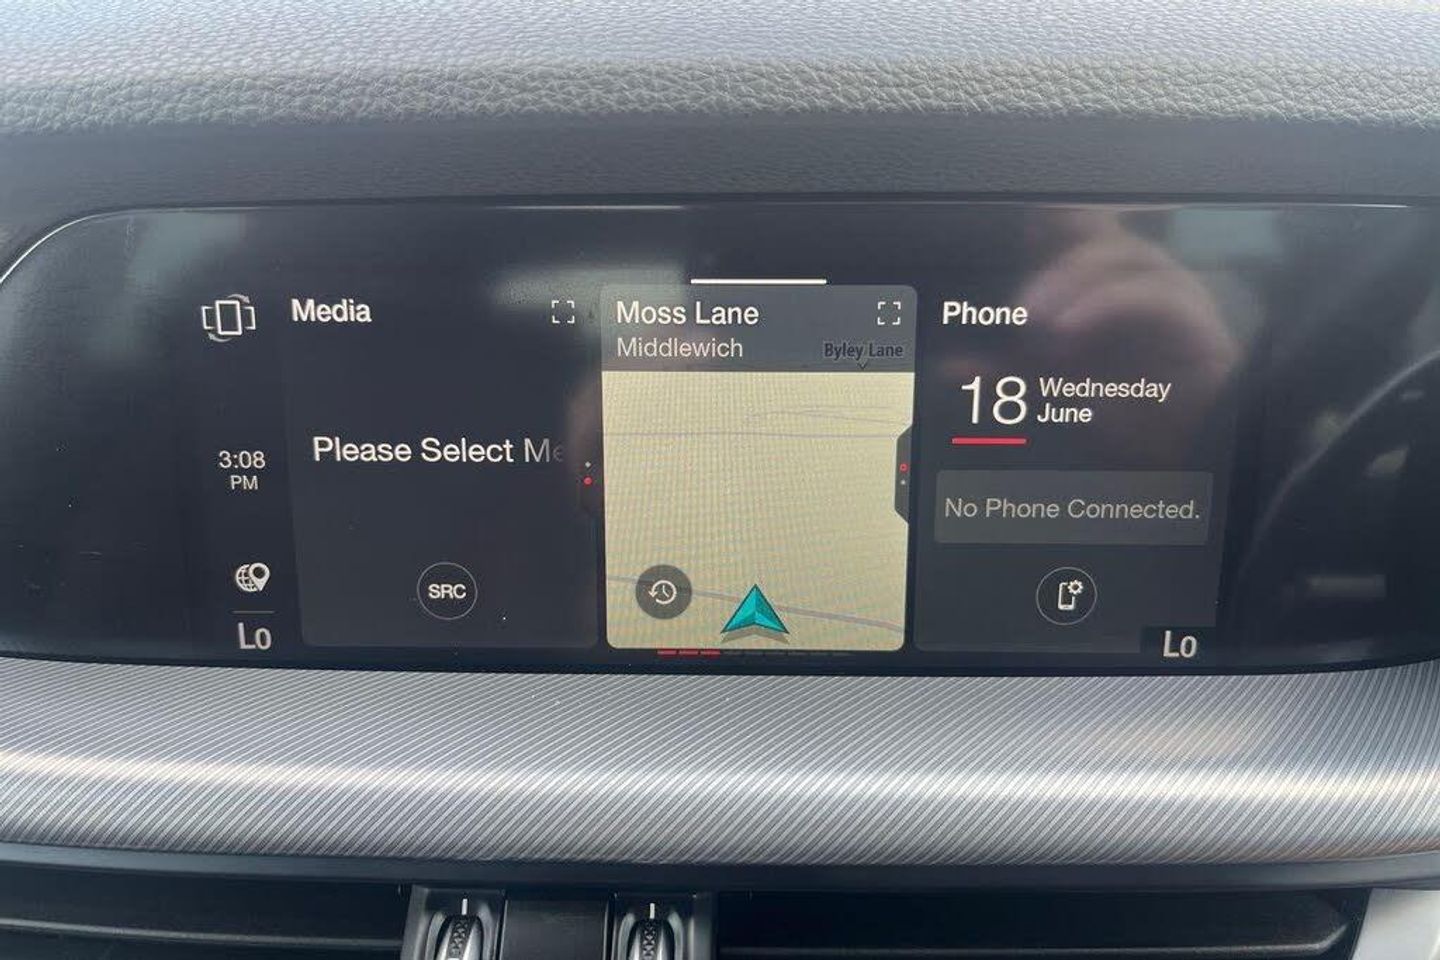 Media
Please Select Me
SRC
3:08
PM
Lo
Moss Lane
Middlewich
Byley Lane
Phone
18
Wednesday
June
No Phone Connected.
Lo